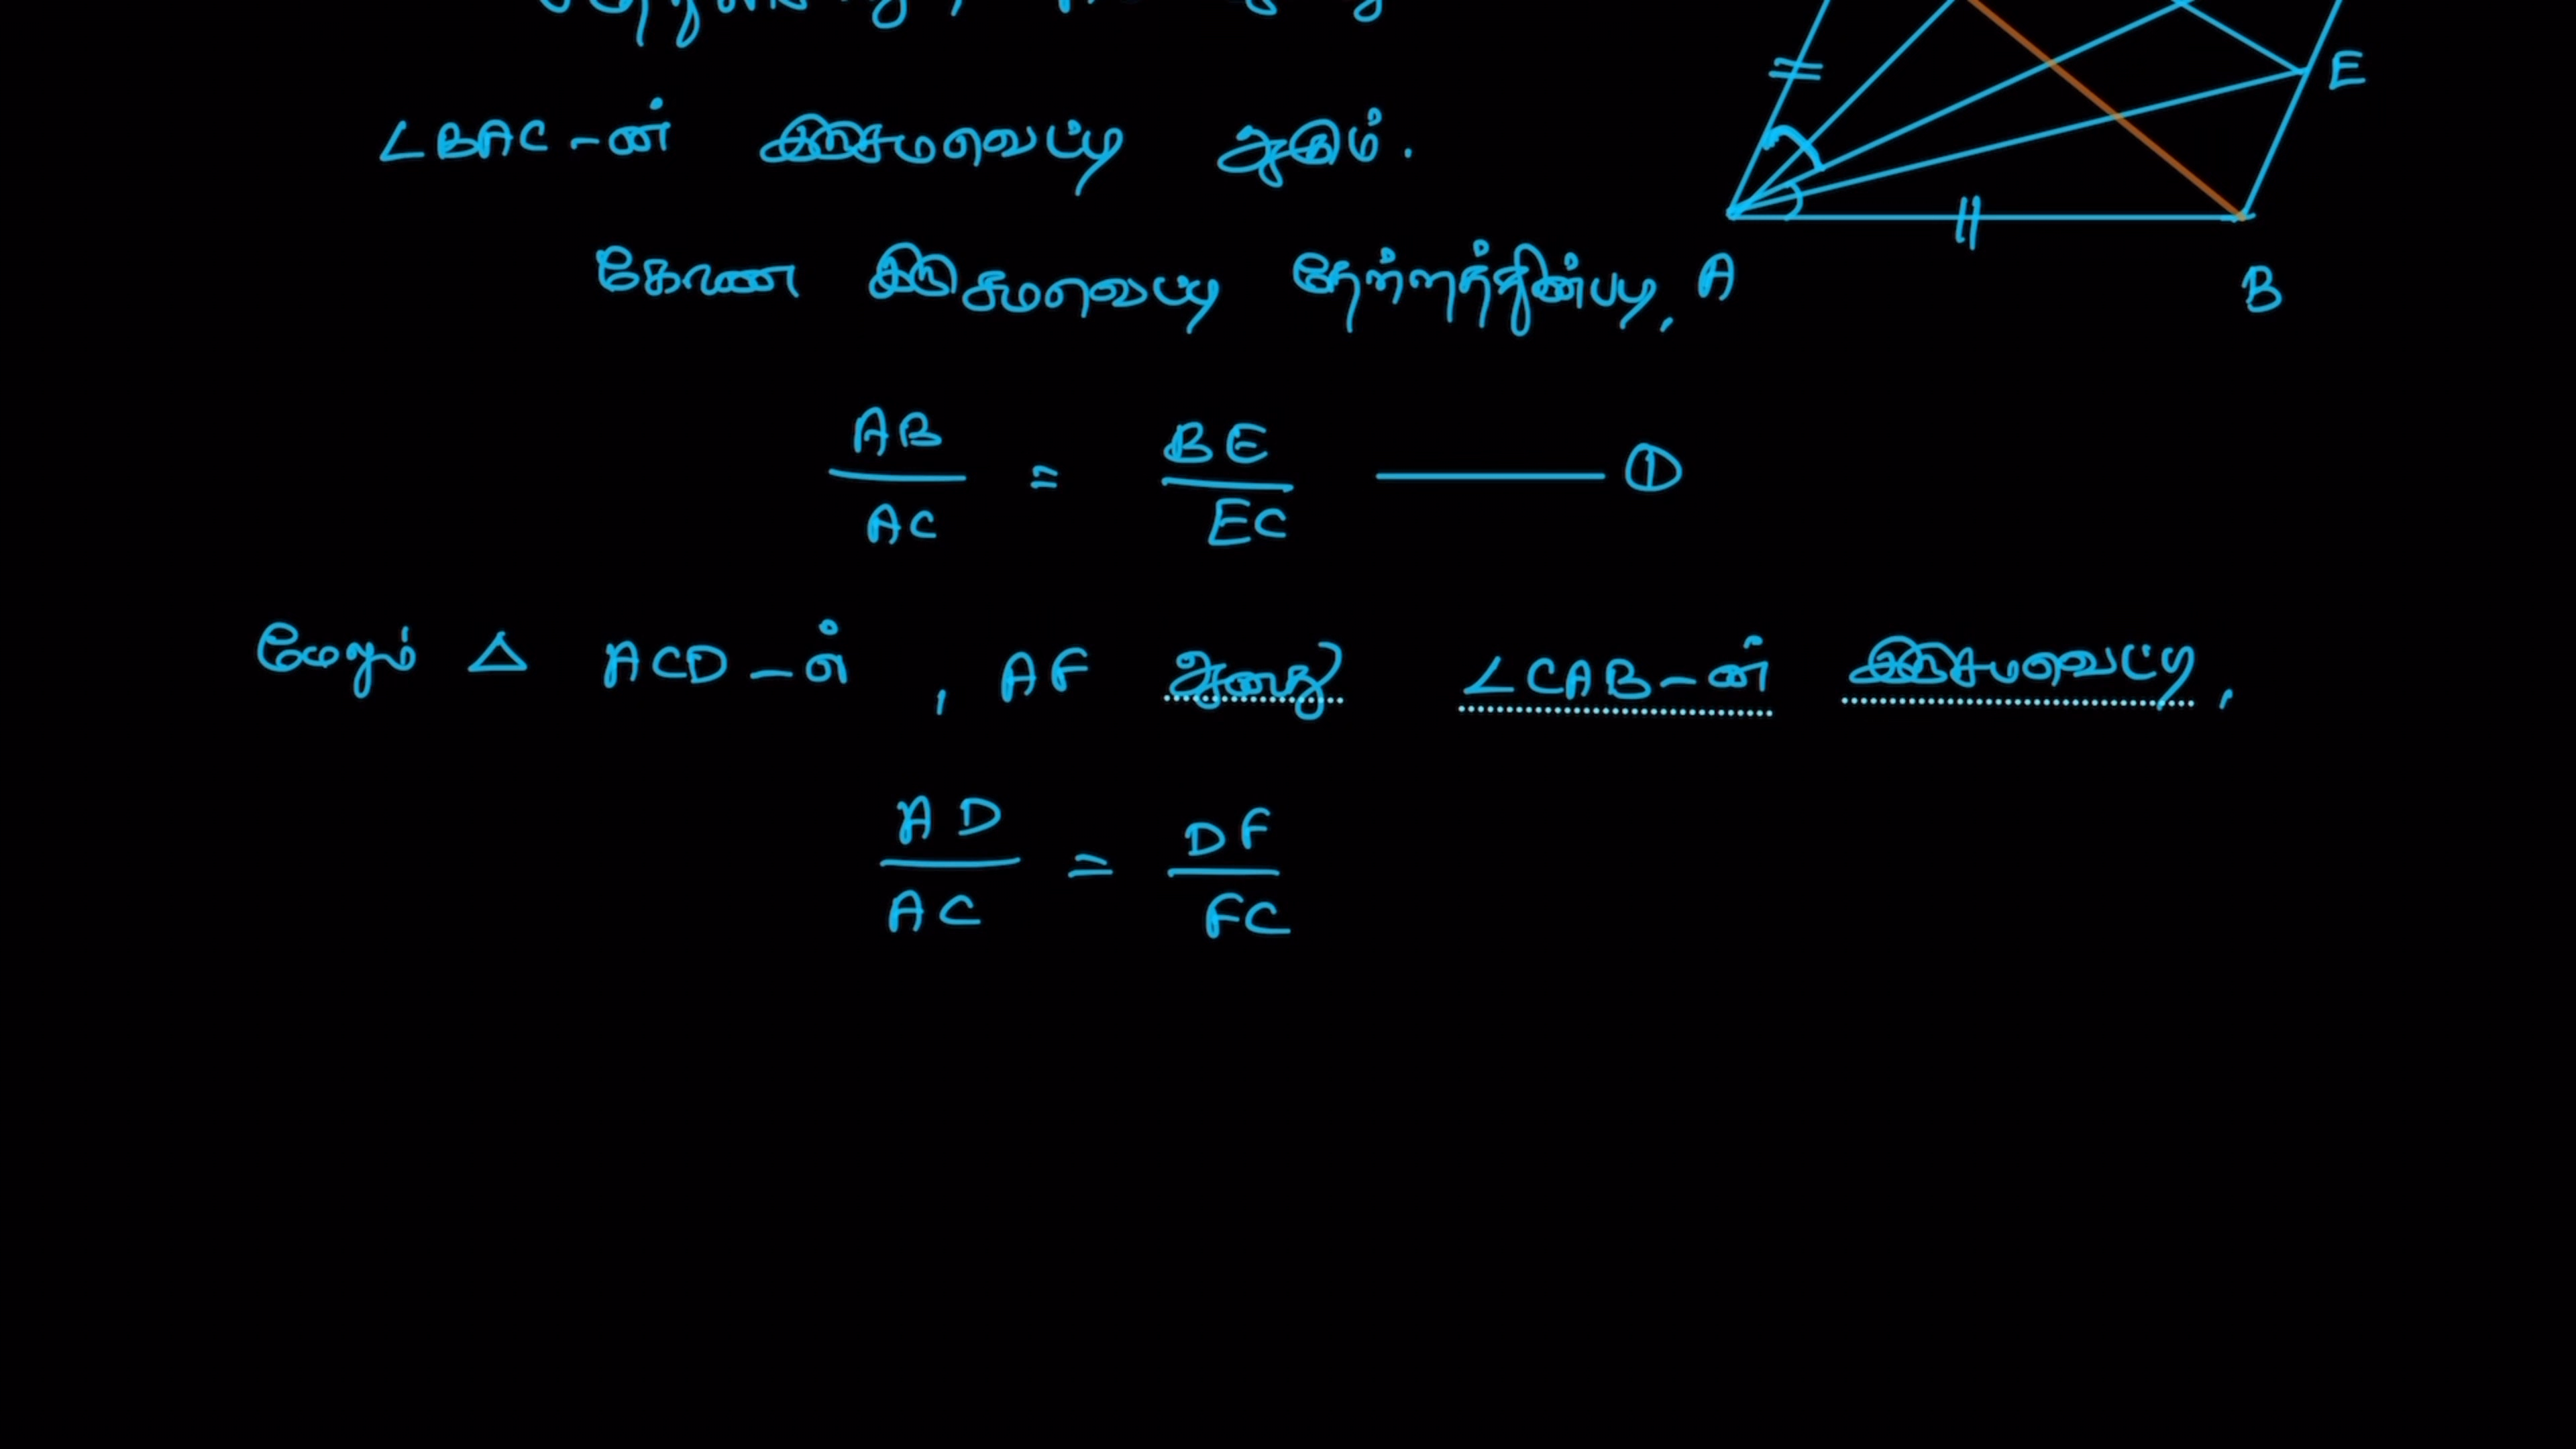 E
∠BAC-ன் இருசமவெட்டி ஆகும்.
கோண இருசமவெட்டி தேற்றத்தின்படி, A
B
AB/AC = BE/EC ——— ①
மேலும் △ ACD-ல் , AF ஆனது ∠CAB-ன் இருசமவெட்டி,
AD/AC = DF/FC